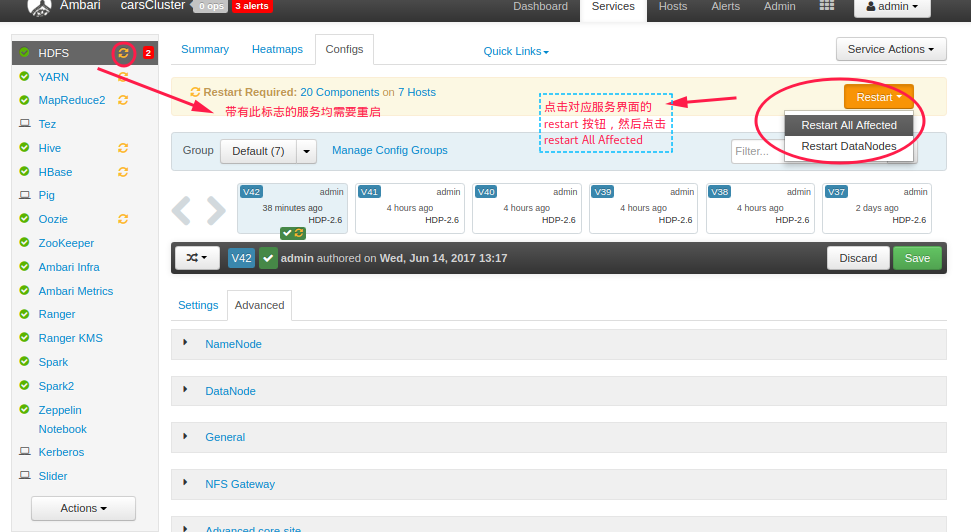 Ambari carsCluster 0 ops 3 alerts Dashboard Services Hosts Alerts Admin admin
HDFS 2
YARN
MapReduce2
Tez
Hive
HBase
Pig
Oozie
ZooKeeper
Ambari Infra
Ambari Metrics
Ranger
Ranger KMS
Spark
Spark2
Zeppelin
Notebook
Kerberos
Slider
Actions
Summary Heatmaps Configs Quick Links Service Actions
Restart Required: 20 Components on 7 Hosts
Restart
带有此标志的服务均需要重启
点击对应服务界面的
restart 按钮，然后点击
restart All Affected
Restart All Affected
Restart DataNodes
Group Default (7) Manage Config Groups Filter...
V42 admin
38 minutes ago
HDP-2.6
V41 admin
4 hours ago
HDP-2.6
V40 admin
4 hours ago
HDP-2.6
V39 admin
4 hours ago
HDP-2.6
V38 admin
4 hours ago
HDP-2.6
V37 admin
2 days ago
HDP-2.6
V42 admin authored on Wed, Jun 14, 2017 13:17 Discard Save
Settings Advanced
NameNode
DataNode
General
NFS Gateway
Advanced core-site